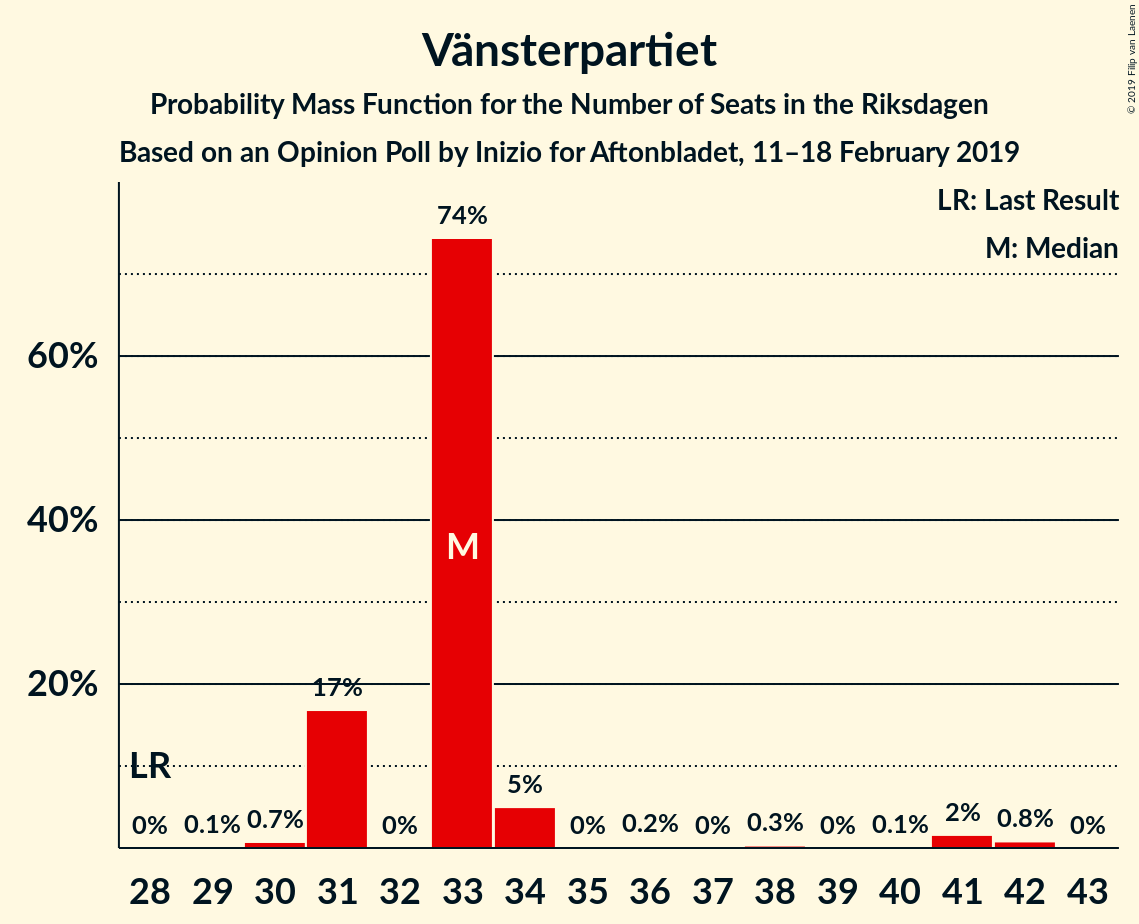 Vänsterpartiet
Probability Mass Function for the Number of Seats in the Riksdagen
Based on an Opinion Poll by Inizio for Aftonbladet, 11–18 February 2019
© 2019 Filip van Laenen
LR: Last Result
M: Median
60%
40%
20%
74%
M
17%
LR
5%
0%
0.1%
0.7%
0%
0%
0.2%
0%
0.3%
0%
0.1%
2%
0.8%
0%
28 29 30 31 32 33 34 35 36 37 38 39 40 41 42 43